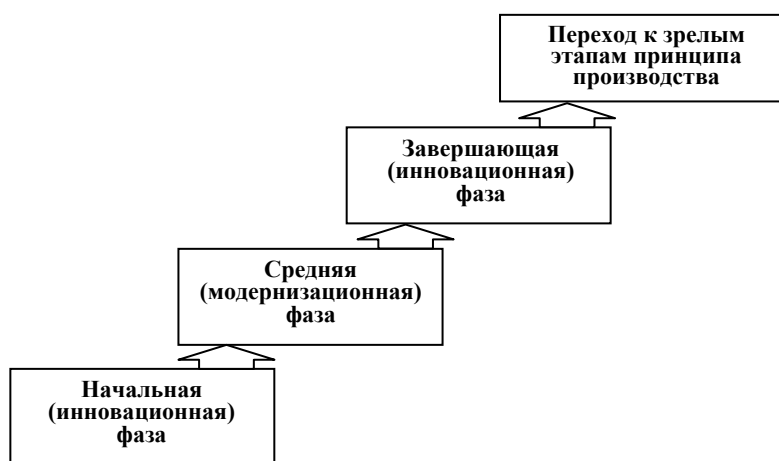 Переход к зрелым
этапам принципа
производства
Завершающая
(инновационная)
фаза
Средняя
(модернизационная)
фаза
Начальная
(инновационная)
фаза